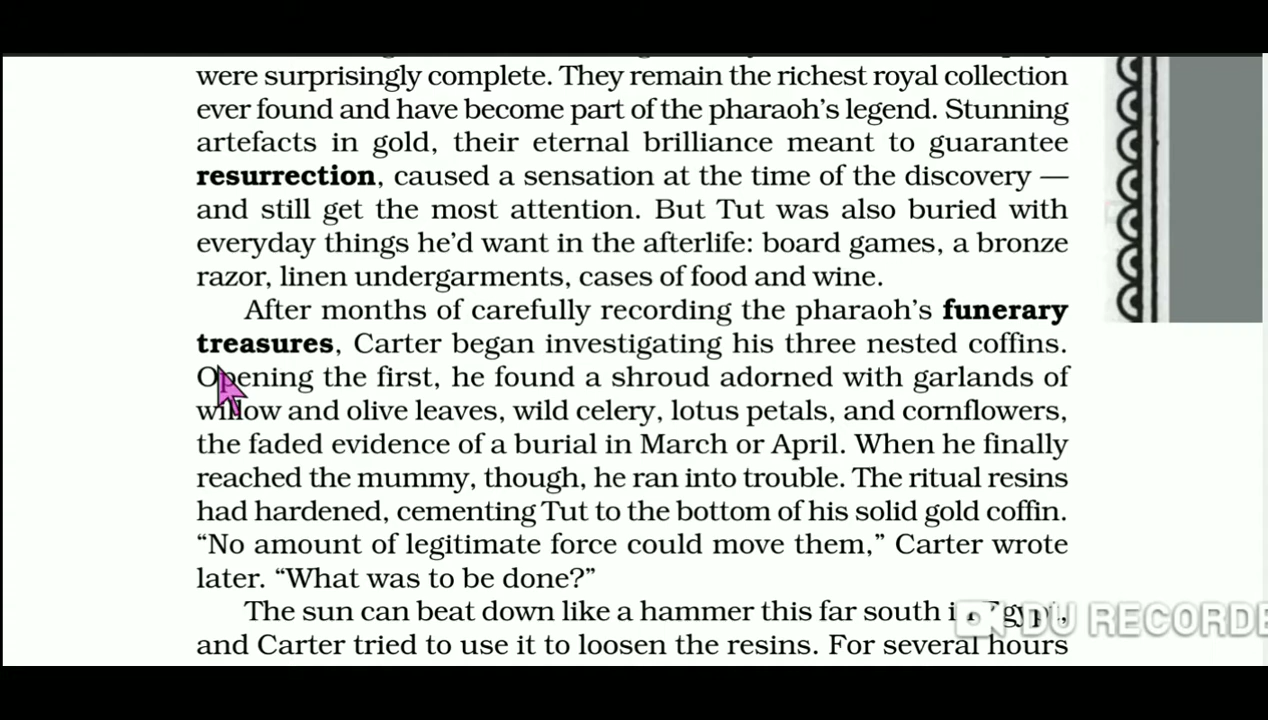 were surprisingly complete. They remain the richest royal collection
ever found and have become part of the pharaoh's legend. Stunning
artefacts in gold, their eternal brilliance meant to guarantee
resurrection, caused a sensation at the time of the discovery —
and still get the most attention. But Tut was also buried with
everyday things he'd want in the afterlife: board games, a bronze
razor, linen undergarments, cases of food and wine.
After months of carefully recording the pharaoh's funerary
treasures, Carter began investigating his three nested coffins.
Opening the first, he found a shroud adorned with garlands of
willow and olive leaves, wild celery, lotus petals, and cornflowers,
the faded evidence of a burial in March or April. When he finally
reached the mummy, though, he ran into trouble. The ritual resins
had hardened, cementing Tut to the bottom of his solid gold coffin.
“No amount of legitimate force could move them,” Carter wrote
later. “What was to be done?”
The sun can beat down like a hammer this far south in Egypt,
and Carter tried to use it to loosen the resins. For several hours
DU RECORDE